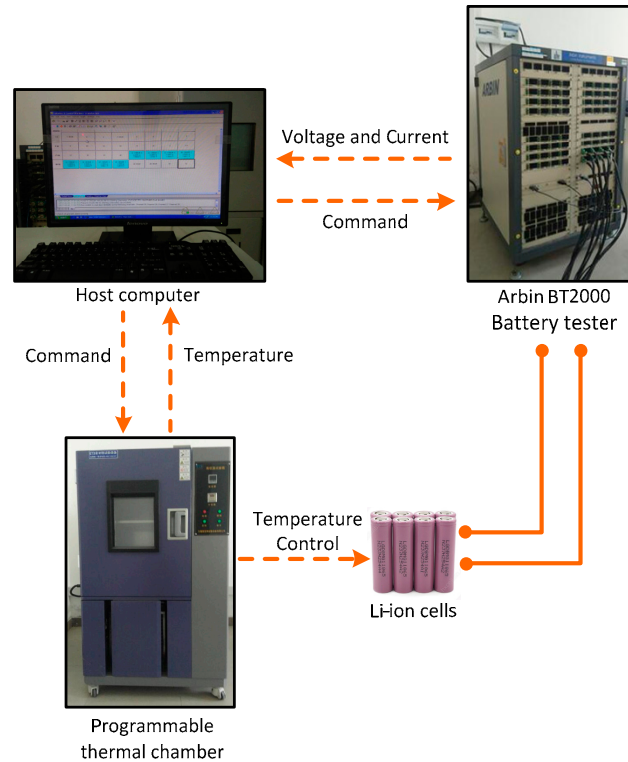 ARBIN
Voltage and Current
Command
Host computer
Arbin BT2000
Battery tester
Command
Temperature
Temperature
Control
Li-ion cells
Programmable
thermal chamber